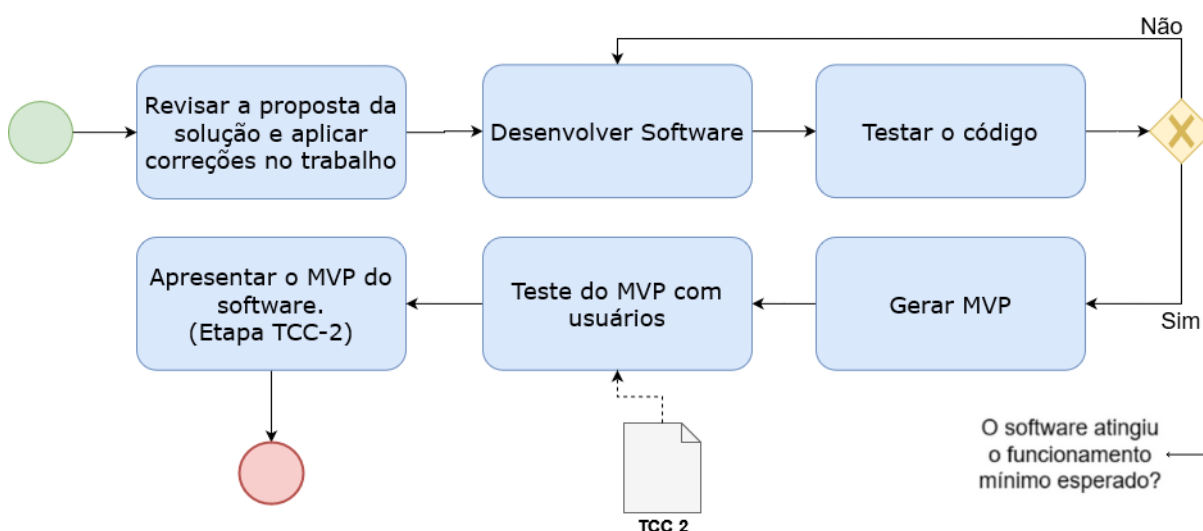 Não
Revisar a proposta da
solução e aplicar
correções no trabalho
Desenvolver Software
Testar o código
Apresentar o MVP do
software.
(Etapa TCC-2)
Teste do MVP com
usuários
Gerar MVP
Sim
O software atingiu
o funcionamento
mínimo esperado?
TCC 2